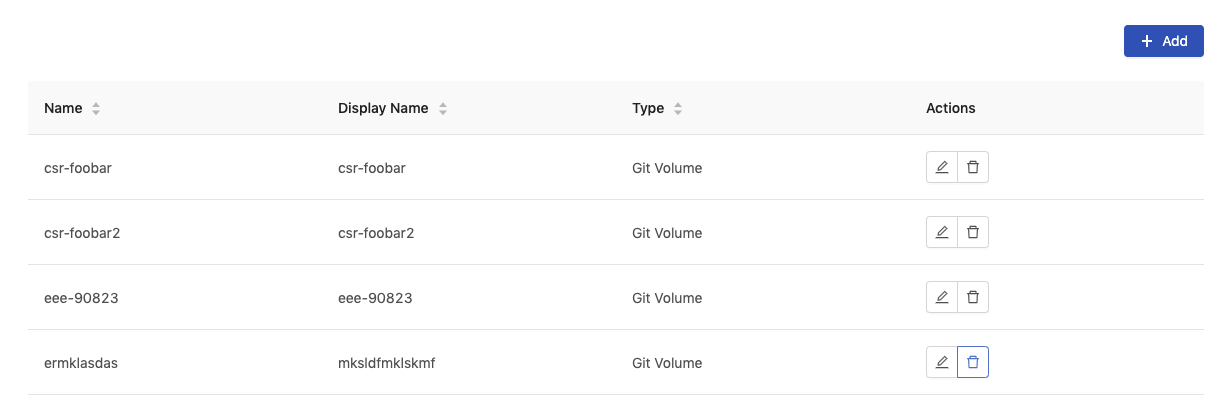 Add
Name Display Name Type Actions
csr-foobar csr-foobar Git Volume
csr-foobar2 csr-foobar2 Git Volume
eee-90823 eee-90823 Git Volume
ermklasdas mksldfmklskmf Git Volume